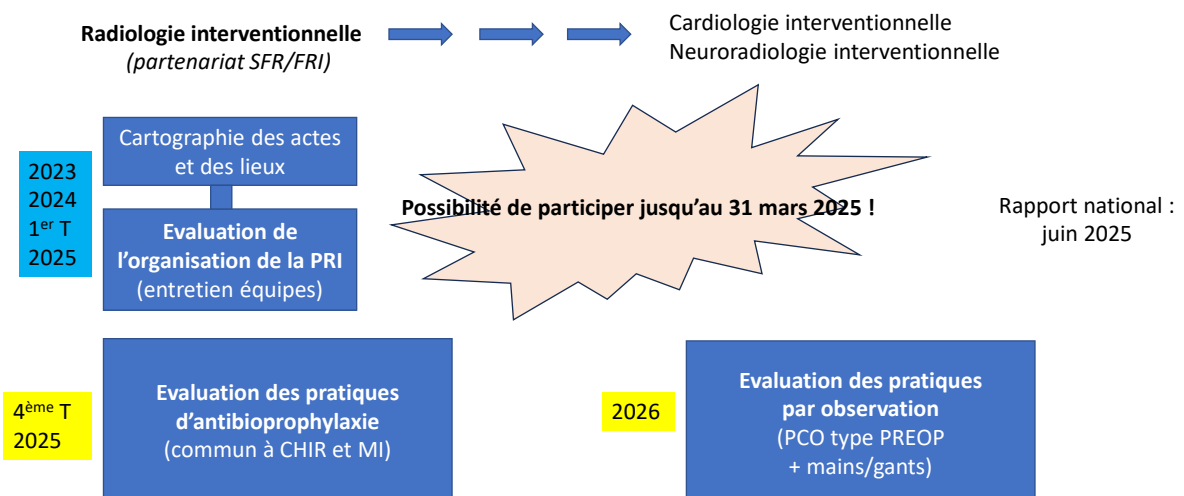 Radiologie interventionnelle
(partenariat SFR/FRI)
Cardiologie interventionnelle
Neuroradiologie interventionnelle
2023
2024
1er T
2025
Cartographie des actes
et des lieux
Evaluation de
l’organisation de la PRI
(entretien équipes)
Possibilité de participer jusqu’au 31 mars 2025 !
Rapport national :
juin 2025
4ème T
2025
Evaluation des pratiques
d’antibioprophylaxie
(commun à CHIR et MI)
2026
Evaluation des pratiques
par observation
(PCO type PREOP
+ mains/gants)